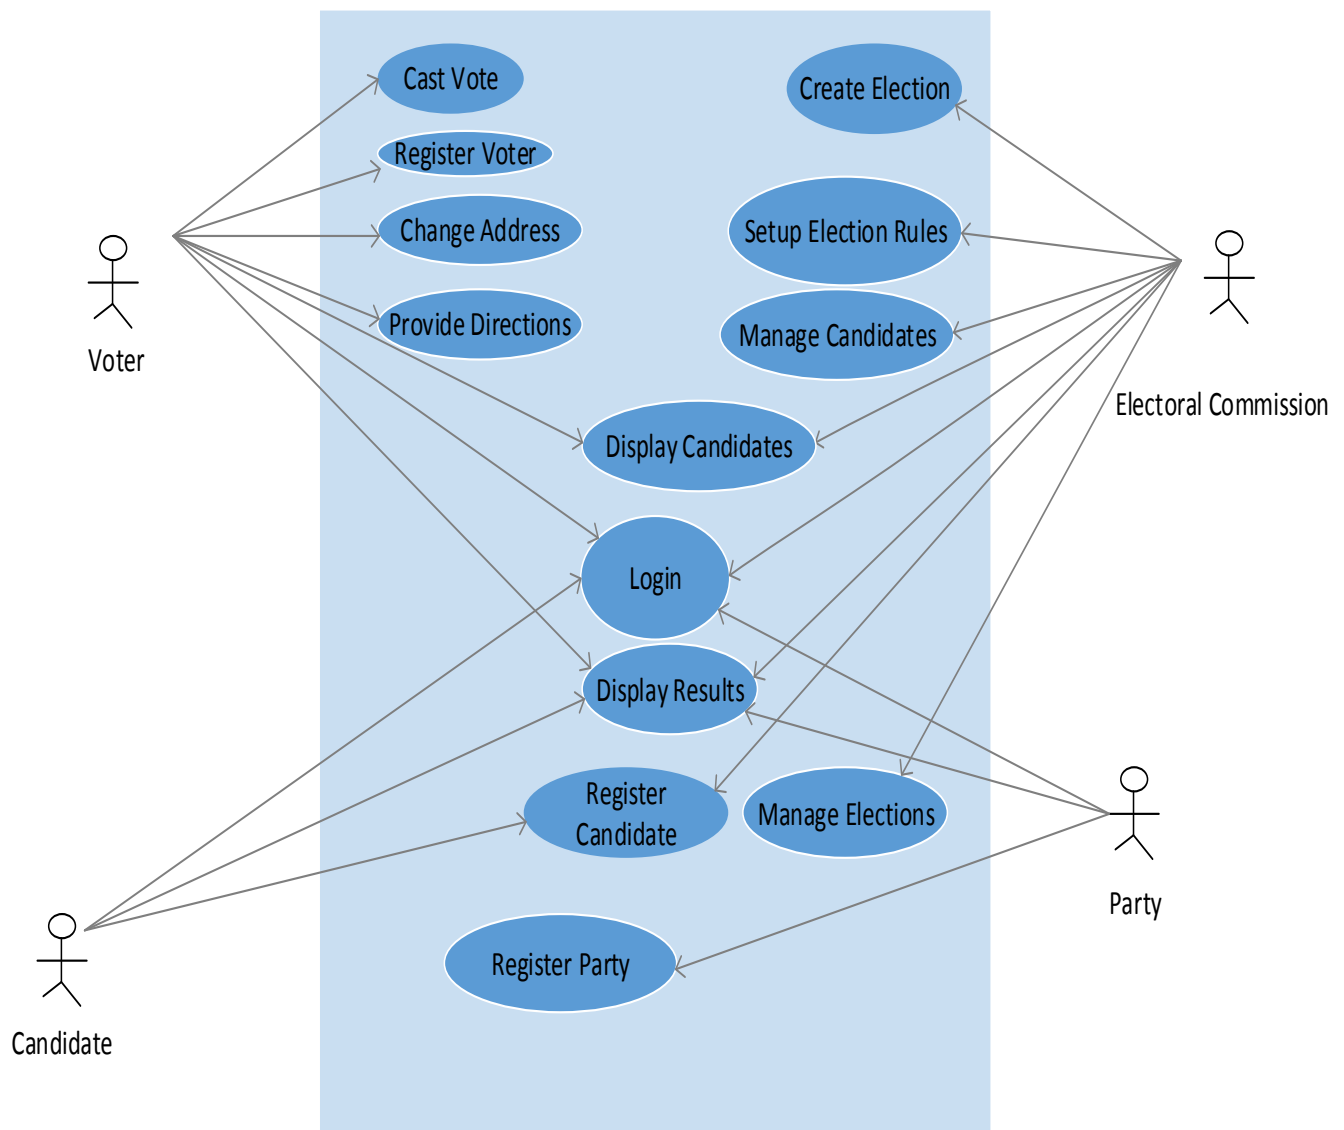 Cast Vote
Create Election
Register Voter
Change Address
Setup Election Rules
Provide Directions
Manage Candidates
Voter
Electoral Commission
Display Candidates
Login
Display Results
Register
Candidate
Manage Elections
Party
Register Party
Candidate